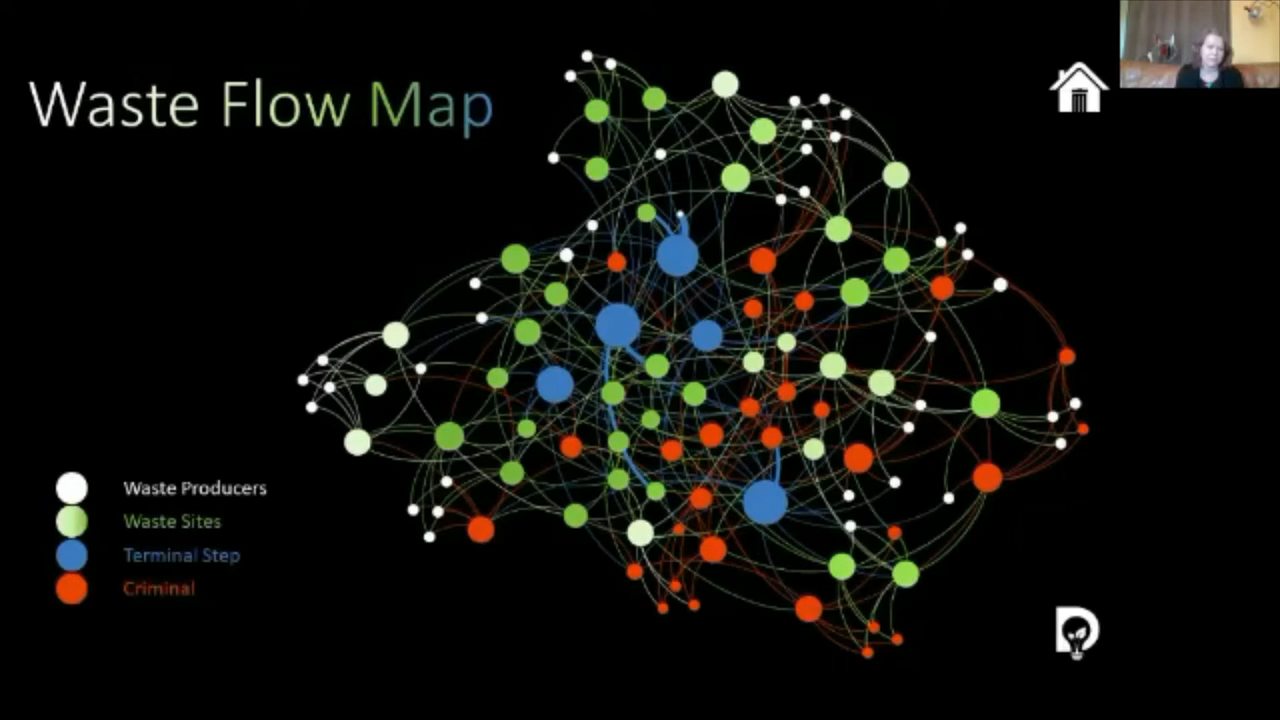 Waste Flow Map
Waste Producers
Waste Sites
Terminal Step
Criminal